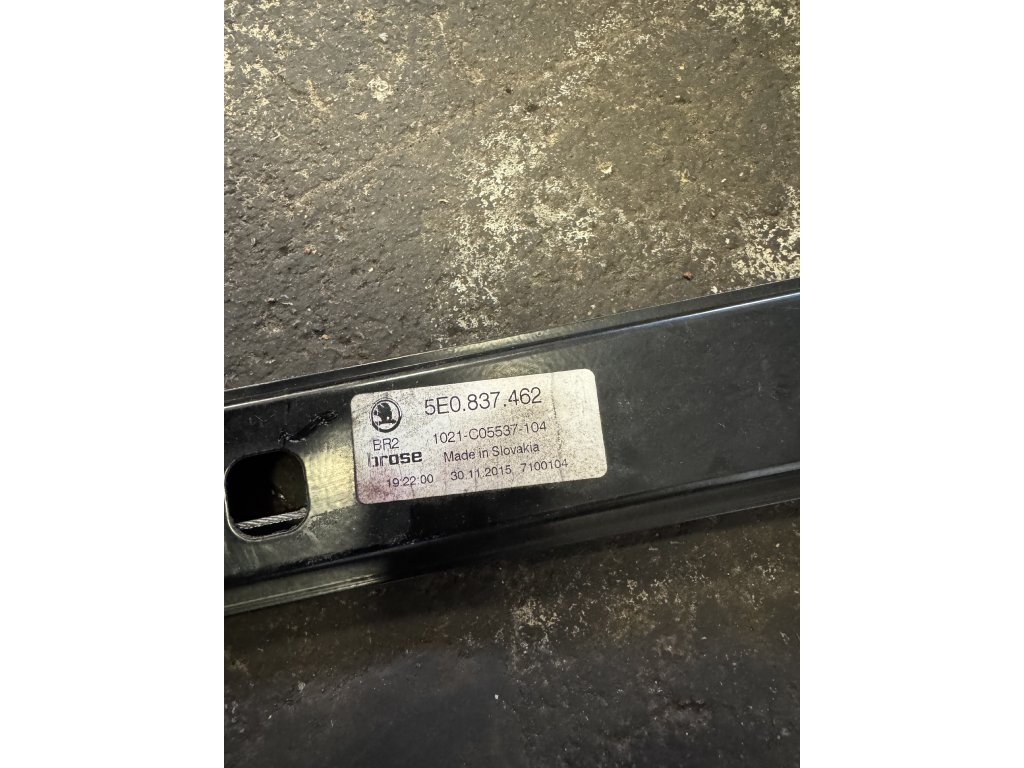 5E0.837.462
BR2 1021-C05537-104
brose Made in Slovakia
19:22:00 30.11.2015 7100104